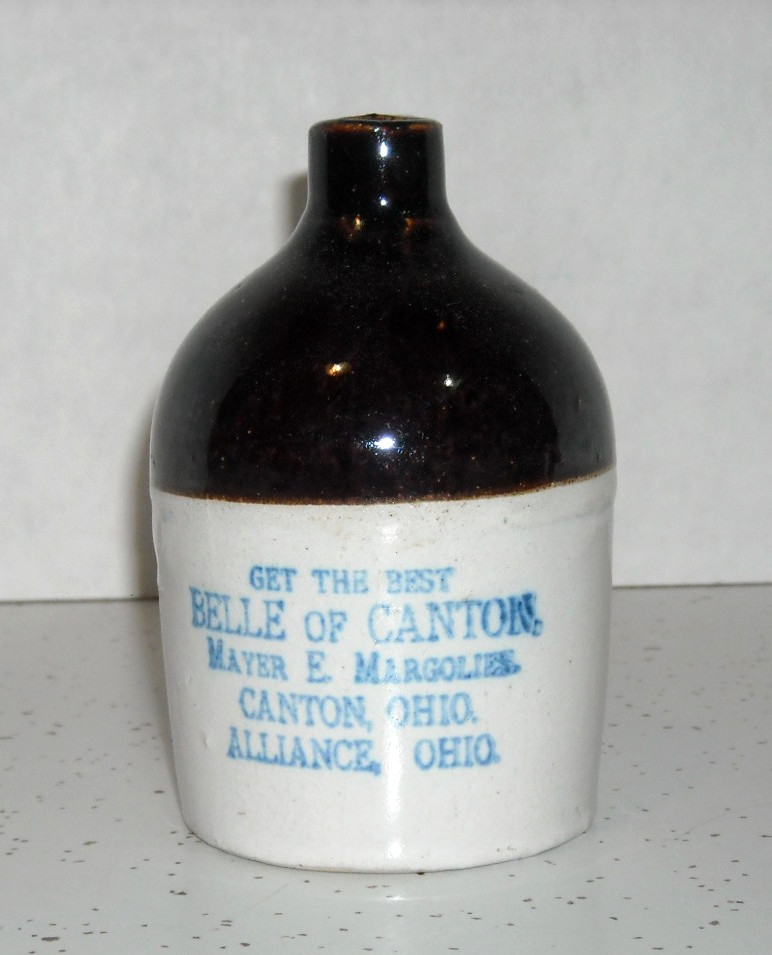 GET THE BEST
BELLE OF CANTON.
MAYER E. MARGOLIES.
CANTON, OHIO.
ALLIANCE, OHIO.